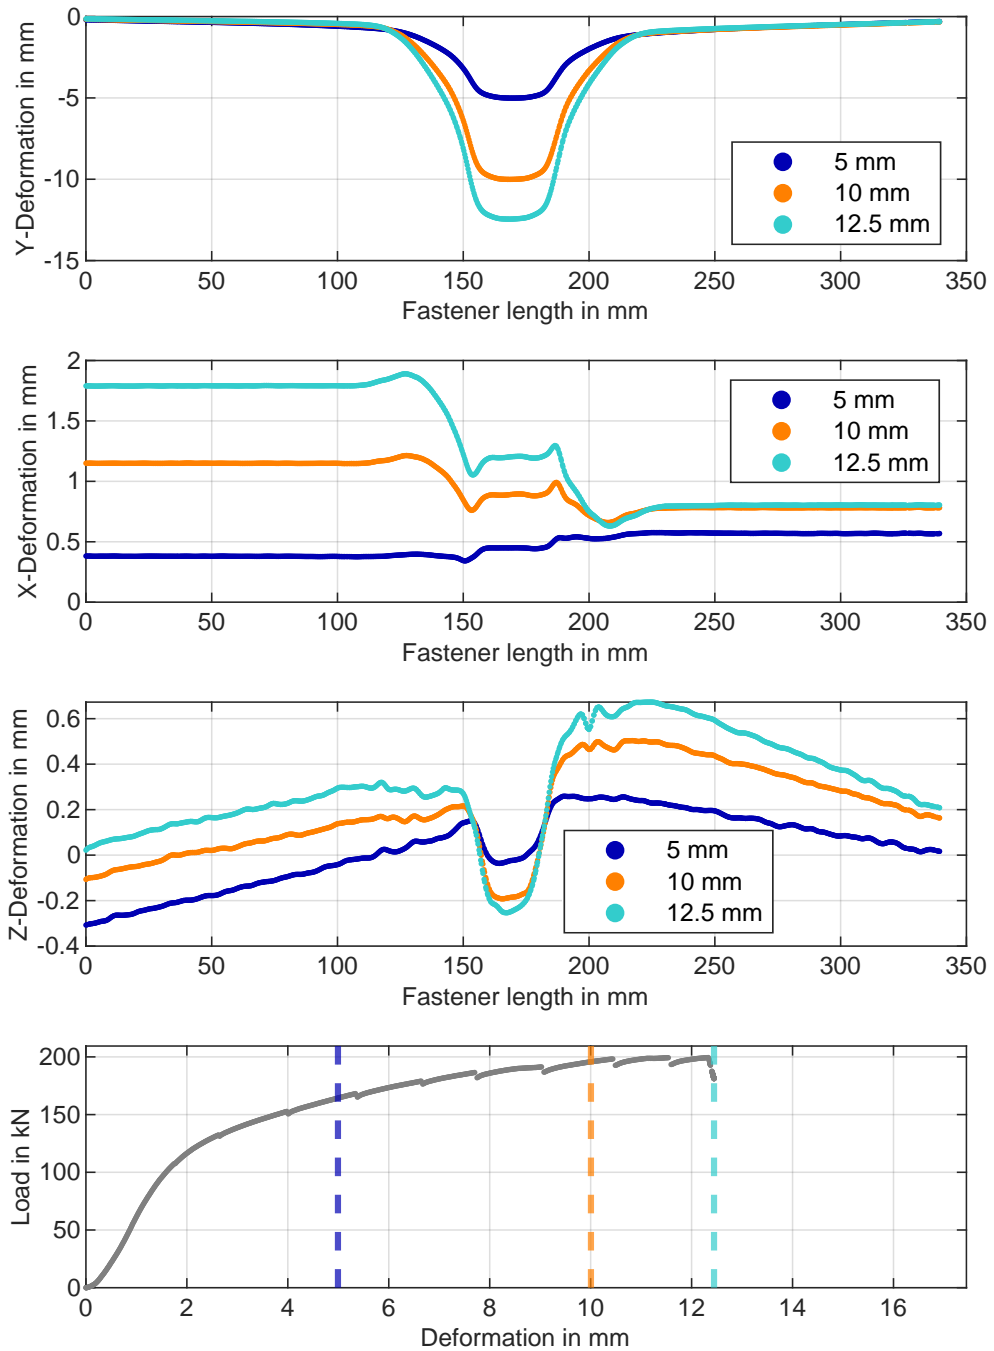 0
-5
-10
-15
Y-Deformation in mm
5 mm
10 mm
12.5 mm
0 50 100 150 200 250 300 350
Fastener length in mm
2
1.5
1
0.5
0
X-Deformation in mm
5 mm
10 mm
12.5 mm
0 50 100 150 200 250 300 350
Fastener length in mm
0.6
0.4
0.2
0
-0.2
-0.4
Z-Deformation in mm
5 mm
10 mm
12.5 mm
0 50 100 150 200 250 300 350
Fastener length in mm
200
150
100
50
0
Load in kN
0 2 4 6 8 10 12 14 16
Deformation in mm